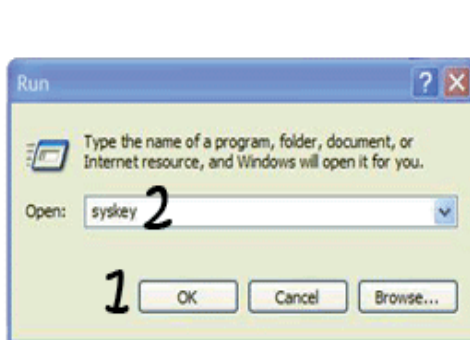 Run
Type the name of a program, folder, document, or
Internet resource, and Windows will open it for you.
Open: syskey 2
1 OK Cancel Browse...